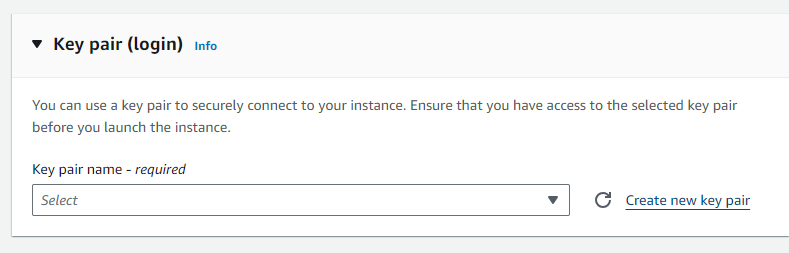 Key pair (login) Info
You can use a key pair to securely connect to your instance. Ensure that you have access to the selected key pair
before you launch the instance.
Key pair name - required
Select
Create new key pair